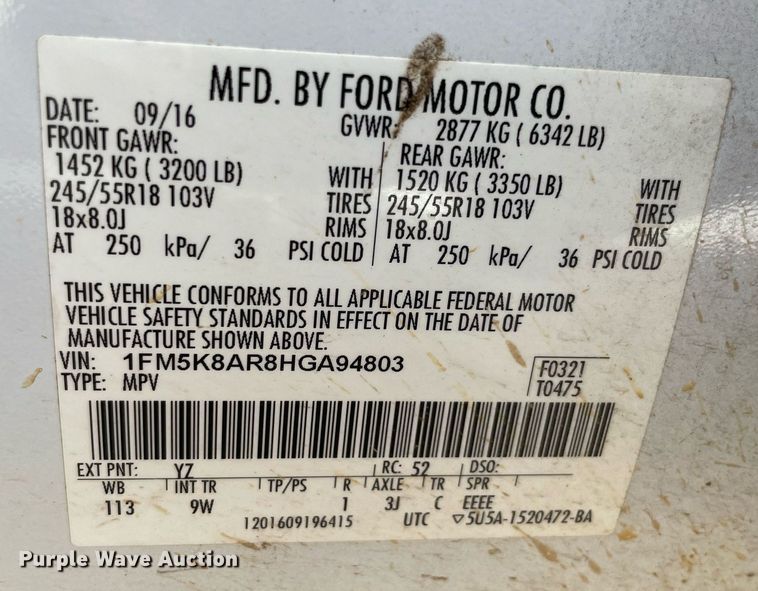 MFD. BY FORD MOTOR CO.
DATE: 09/16 GVWR: 2877 KG ( 6342 LB)
FRONT GAWR: REAR GAWR:
1452 KG ( 3200 LB) WITH 1520 KG ( 3350 LB) WITH
245/55R18 103V TIRES 245/55R18 103V TIRES
18x8.0J RIMS 18x8.0J RIMS
AT 250 kPa/ 36 PSI COLD AT 250 kPa/ 36 PSI COLD
THIS VEHICLE CONFORMS TO ALL APPLICABLE FEDERAL MOTOR
VEHICLE SAFETY STANDARDS IN EFFECT ON THE DATE OF
MANUFACTURE SHOWN ABOVE.
VIN: 1FM5K8AR8HGA94803 F0321
TYPE: MPV T0475
EXT PNT: YZ RC: 52 DSO:
WB INT TR TP/PS R AXLE TR SPR
113 9W 1 3J C EEEE
1201609196415 UTC ▽5U5A-1520472-BA
Purple Wave Auction
Purple Wave Auction